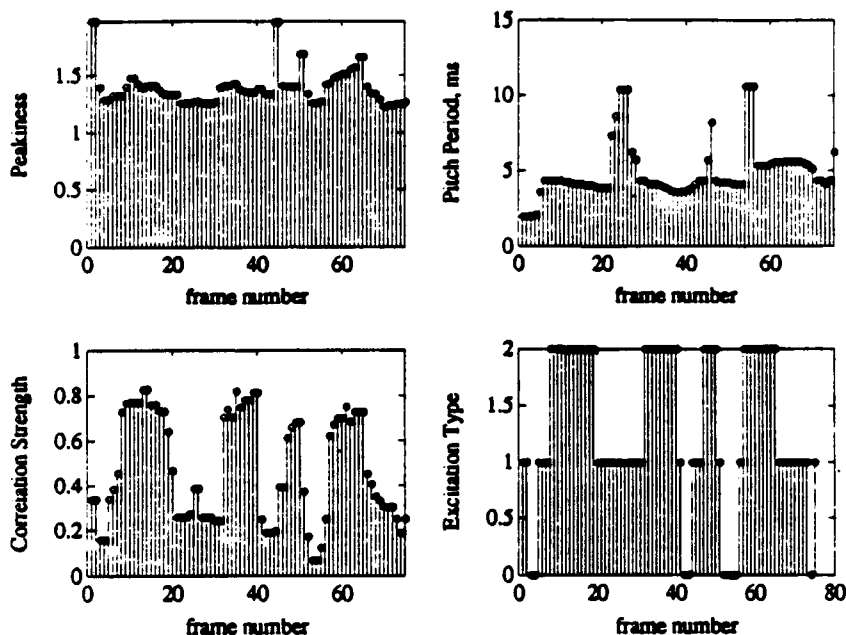 Peakiness
1.5
1
0.5
0
0 20 40 60
frame number
Pitch Period, ms
15
10
5
0
0 20 40 60
frame number
Correlation Strength
1
0.8
0.6
0.4
0.2
0
0 20 40 60
frame number
Excitation Type
2
1.5
1
0.5
0
0 20 40 60 80
frame number